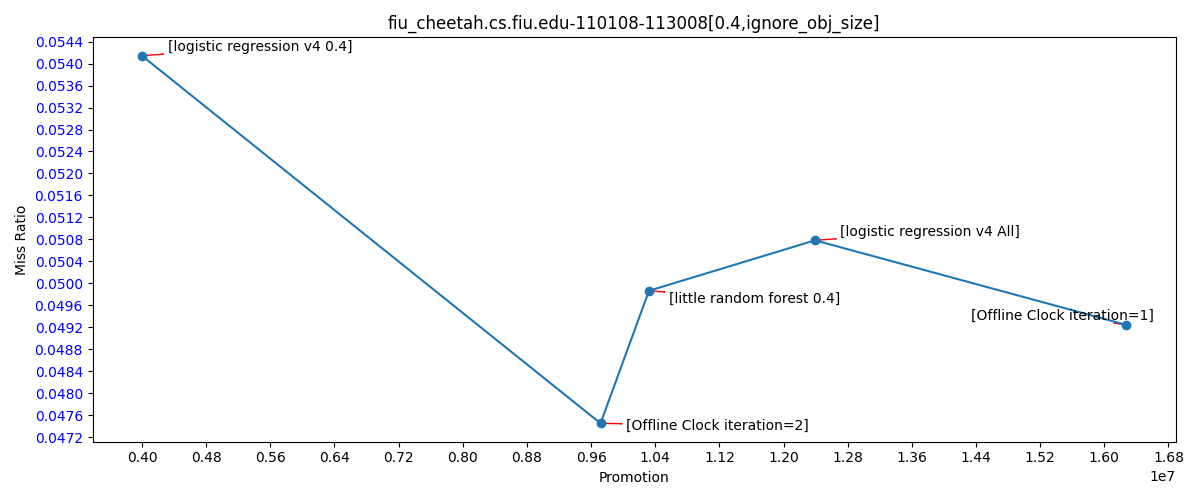 fiu_cheetah.cs.fiu.edu-110108-113008[0.4,ignore_obj_size]
0.0544
0.0540
0.0536
0.0532
0.0528
0.0524
0.0520
0.0516
0.0512
0.0508
0.0504
0.0500
0.0496
0.0492
0.0488
0.0484
0.0480
0.0476
0.0472
Miss Ratio
[logistic regression v4 0.4]
[logistic regression v4 All]
[little random forest 0.4]
[Offline Clock iteration=1]
[Offline Clock iteration=2]
0.40 0.48 0.56 0.64 0.72 0.80 0.88 0.96 1.04 1.12 1.20 1.28 1.36 1.44 1.52 1.60 1.68
1e7
Promotion